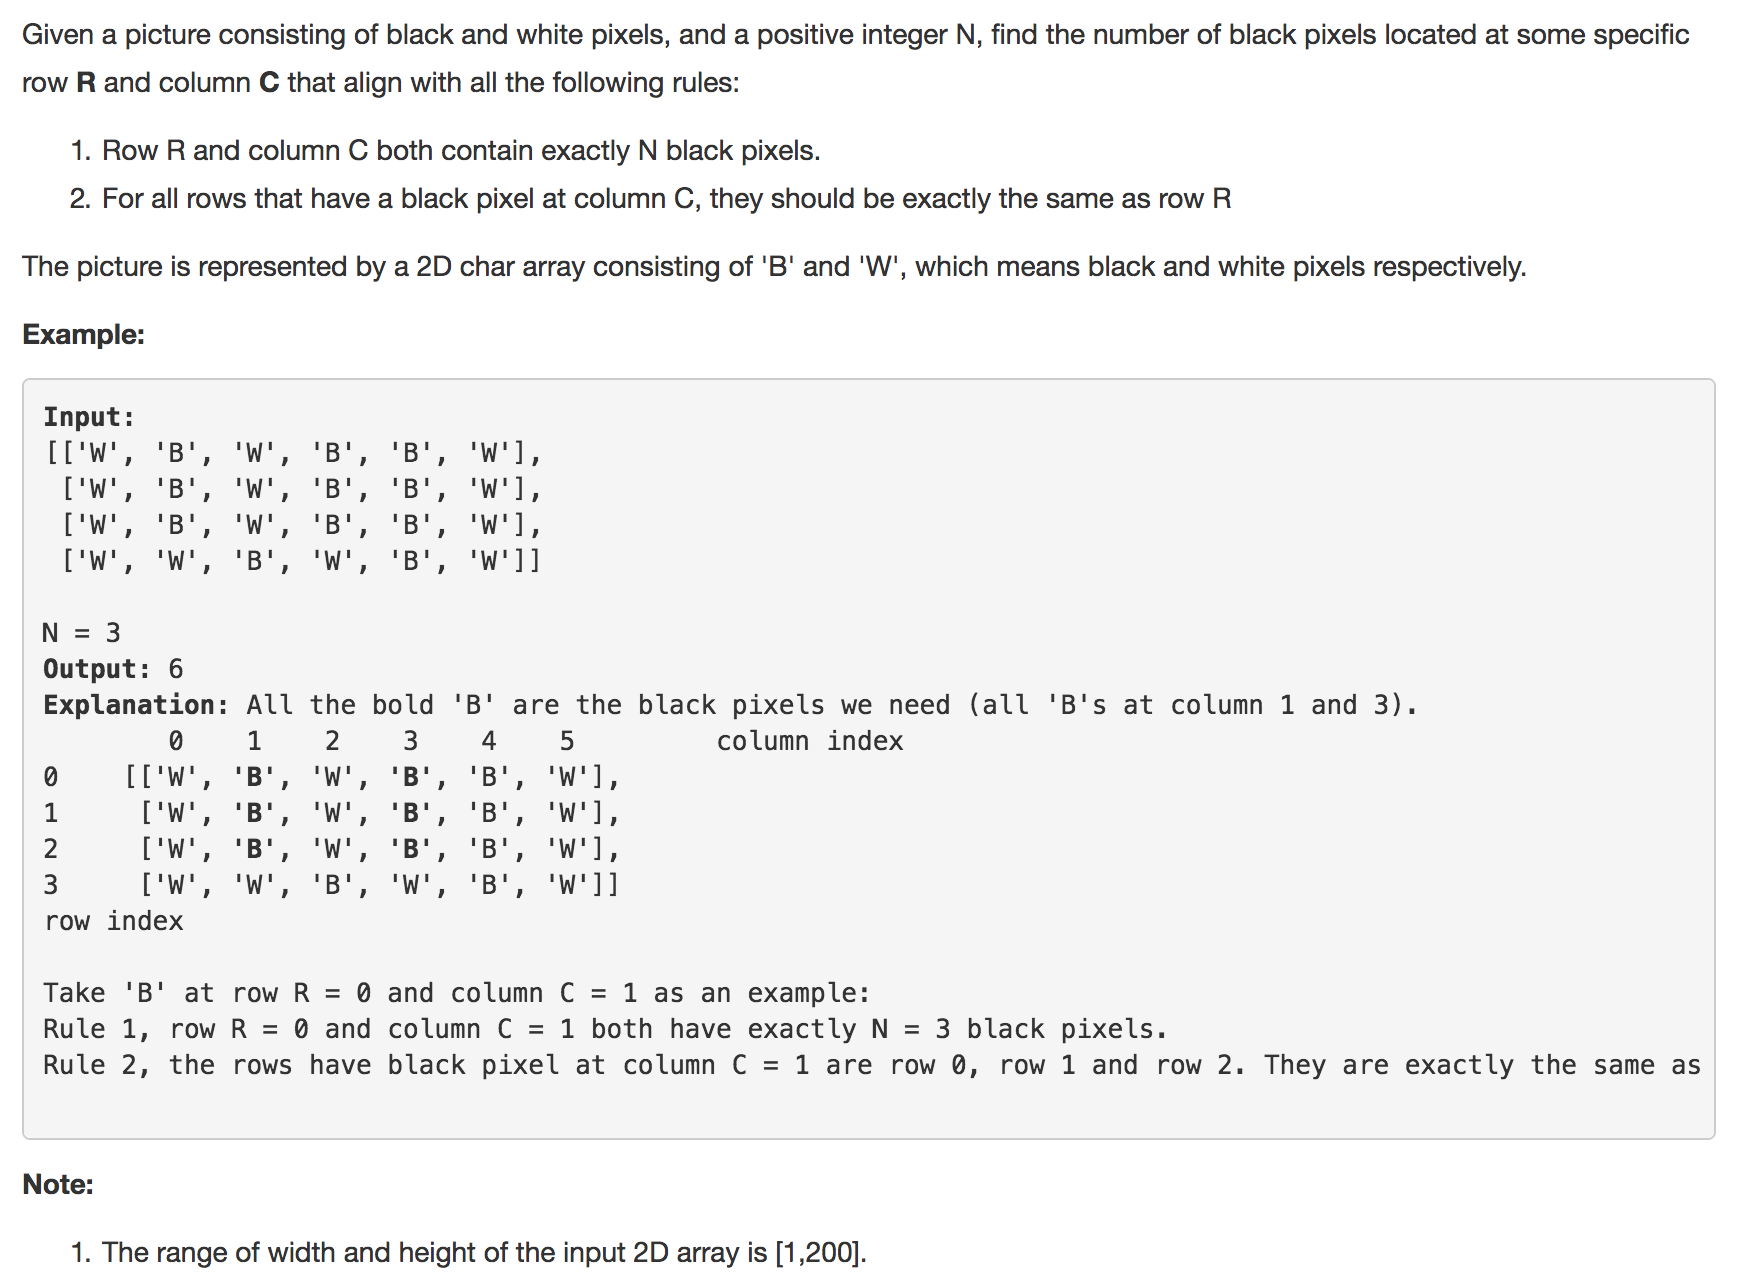 Given a picture consisting of black and white pixels, and a positive integer N, find the number of black pixels located at some specific
row R and column C that align with all the following rules:
1. Row R and column C both contain exactly N black pixels.
2. For all rows that have a black pixel at column C, they should be exactly the same as row R
The picture is represented by a 2D char array consisting of 'B' and 'W', which means black and white pixels respectively.
Example:
Input:
[['W', 'B', 'W', 'B', 'B', 'W'],
 ['W', 'B', 'W', 'B', 'B', 'W'],
 ['W', 'B', 'W', 'B', 'B', 'W'],
 ['W', 'W', 'B', 'W', 'B', 'W']]
N = 3
Output: 6
Explanation: All the bold 'B' are the black pixels we need (all 'B's at column 1 and 3).
        0    1    2    3    4    5         column index
0    [['W', 'B', 'W', 'B', 'B', 'W'],
1     ['W', 'B', 'W', 'B', 'B', 'W'],
2     ['W', 'B', 'W', 'B', 'B', 'W'],
3     ['W', 'W', 'B', 'W', 'B', 'W']]
row index
Take 'B' at row R = 0 and column C = 1 as an example:
Rule 1, row R = 0 and column C = 1 both have exactly N = 3 black pixels.
Rule 2, the rows have black pixel at column C = 1 are row 0, row 1 and row 2. They are exactly the same as
Note:
1. The range of width and height of the input 2D array is [1,200].